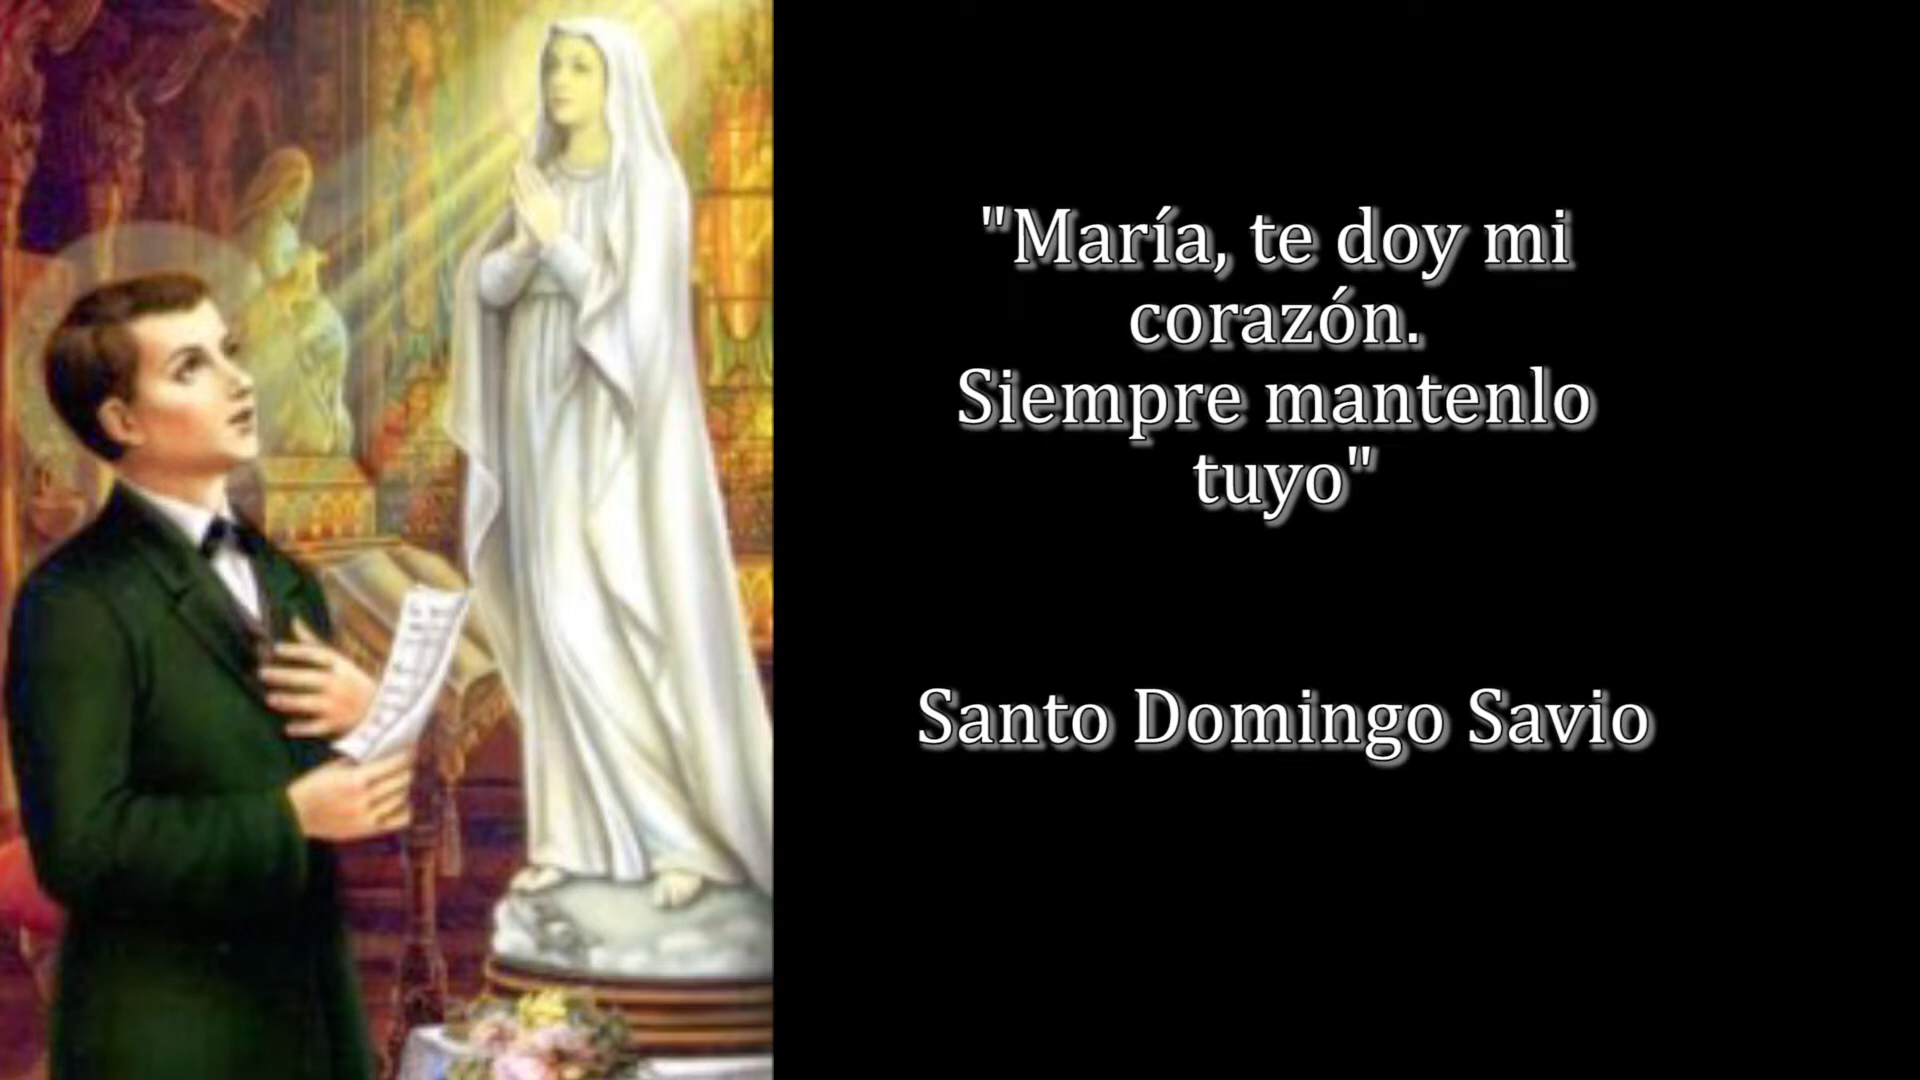 "María, te doy mi
corazón.
Siempre mantenlo
tuyo"
Santo Domingo Savio